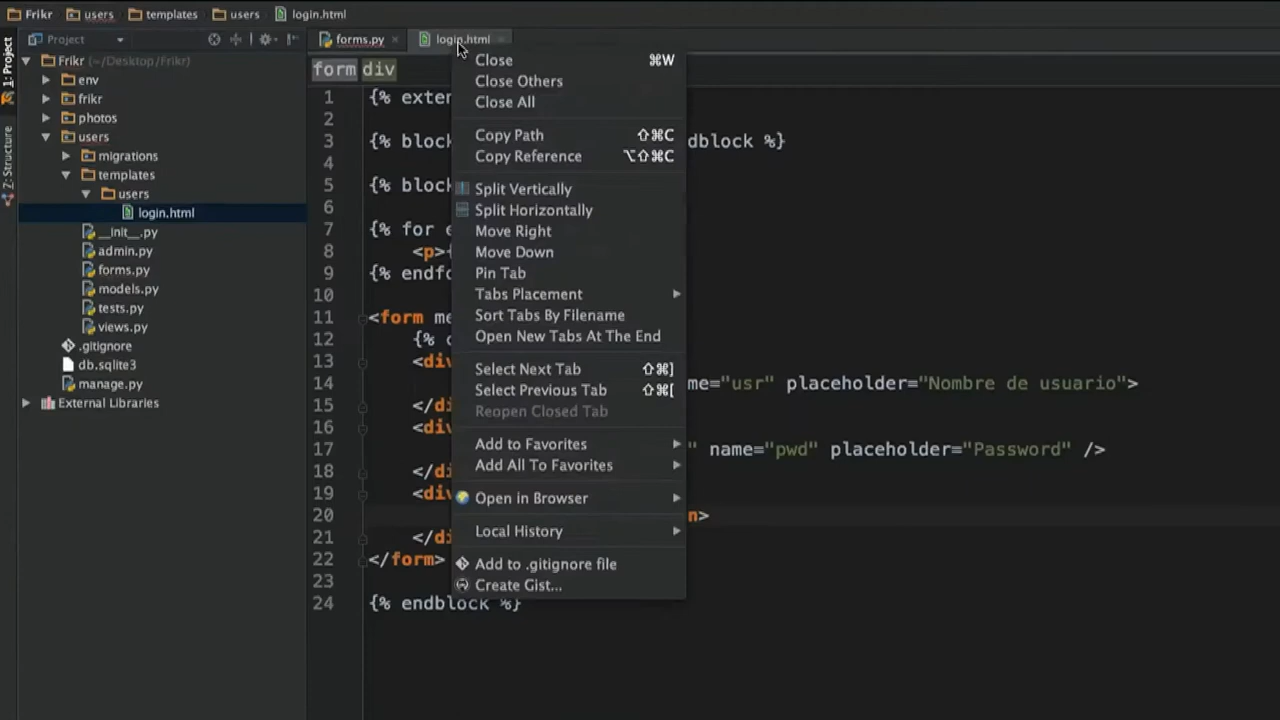 Frikr users templates users login.html
Project
forms.py login.html
1: Project
Z: Structure
Frikr (~/Desktop/Frikr)
env
frikr
photos
users
migrations
templates
users
login.html
__init__.py
admin.py
forms.py
models.py
tests.py
views.py
.gitignore
db.sqlite3
manage.py
External Libraries
form div
1 {% exten
2
3 {% block dblock %}
4
5 {% block
6
7 {% for e
8 <p>{
9 {% endfo
10
11 <form me
12 {% c
13 <div
14 me="usr" placeholder="Nombre de usuario">
15 </di
16 <div
17 " name="pwd" placeholder="Password" />
18 </di
19 <div
20 n>
21 </di
22 </form>
23
24 {% endblock %}
Close ⌘W
Close Others
Close All
Copy Path ⇧⌘C
Copy Reference ⌥⇧⌘C
Split Vertically
Split Horizontally
Move Right
Move Down
Pin Tab
Tabs Placement
Sort Tabs By Filename
Open New Tabs At The End
Select Next Tab ⇧⌘]
Select Previous Tab ⇧⌘[
Reopen Closed Tab
Add to Favorites
Add All To Favorites
Open in Browser
Local History
Add to .gitignore file
Create Gist...